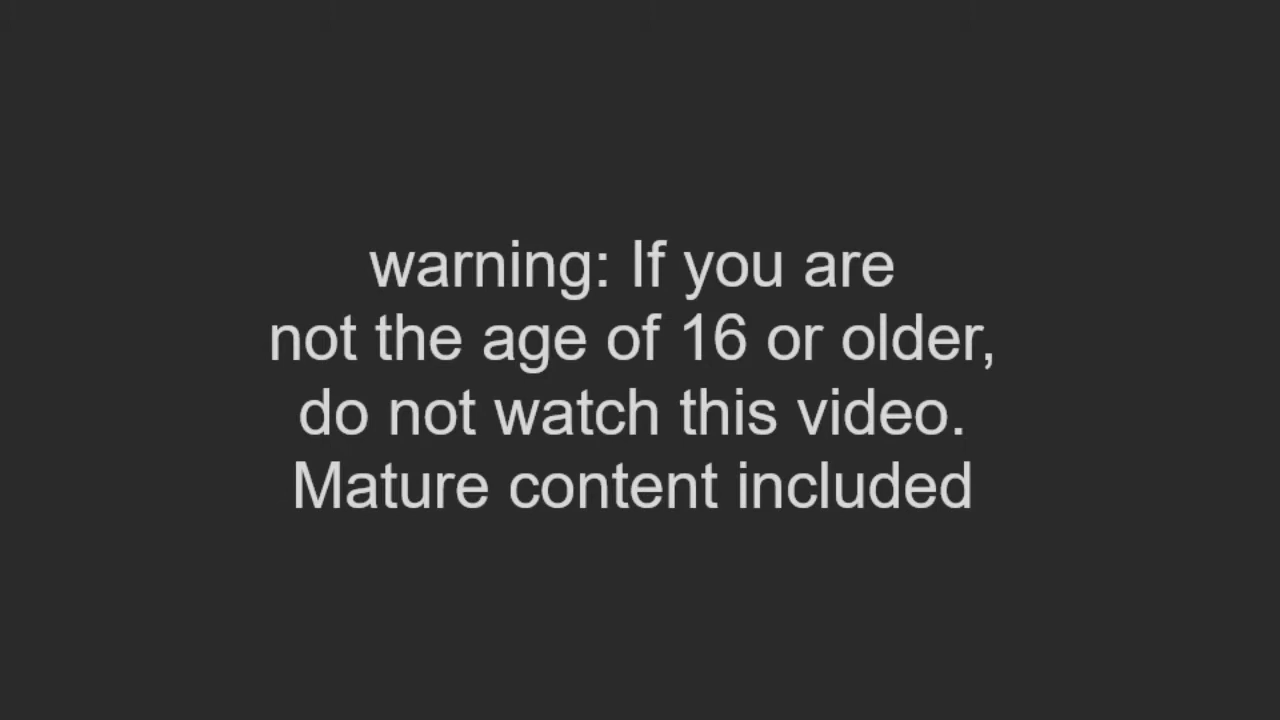 warning: If you are
not the age of 16 or older,
do not watch this video.
Mature content included